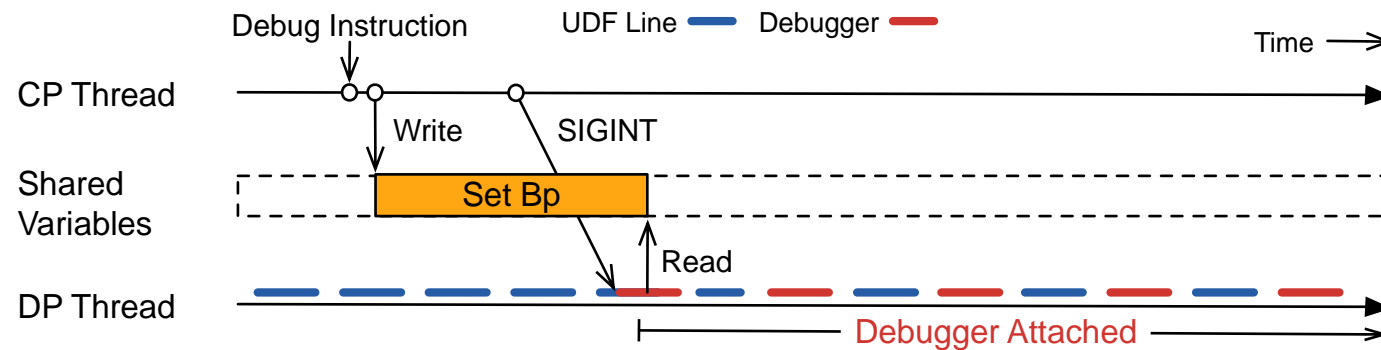 Debug Instruction
UDF Line
Debugger
Time
CP Thread
Write
SIGINT
Shared
Variables
Set Bp
Read
DP Thread
Debugger Attached